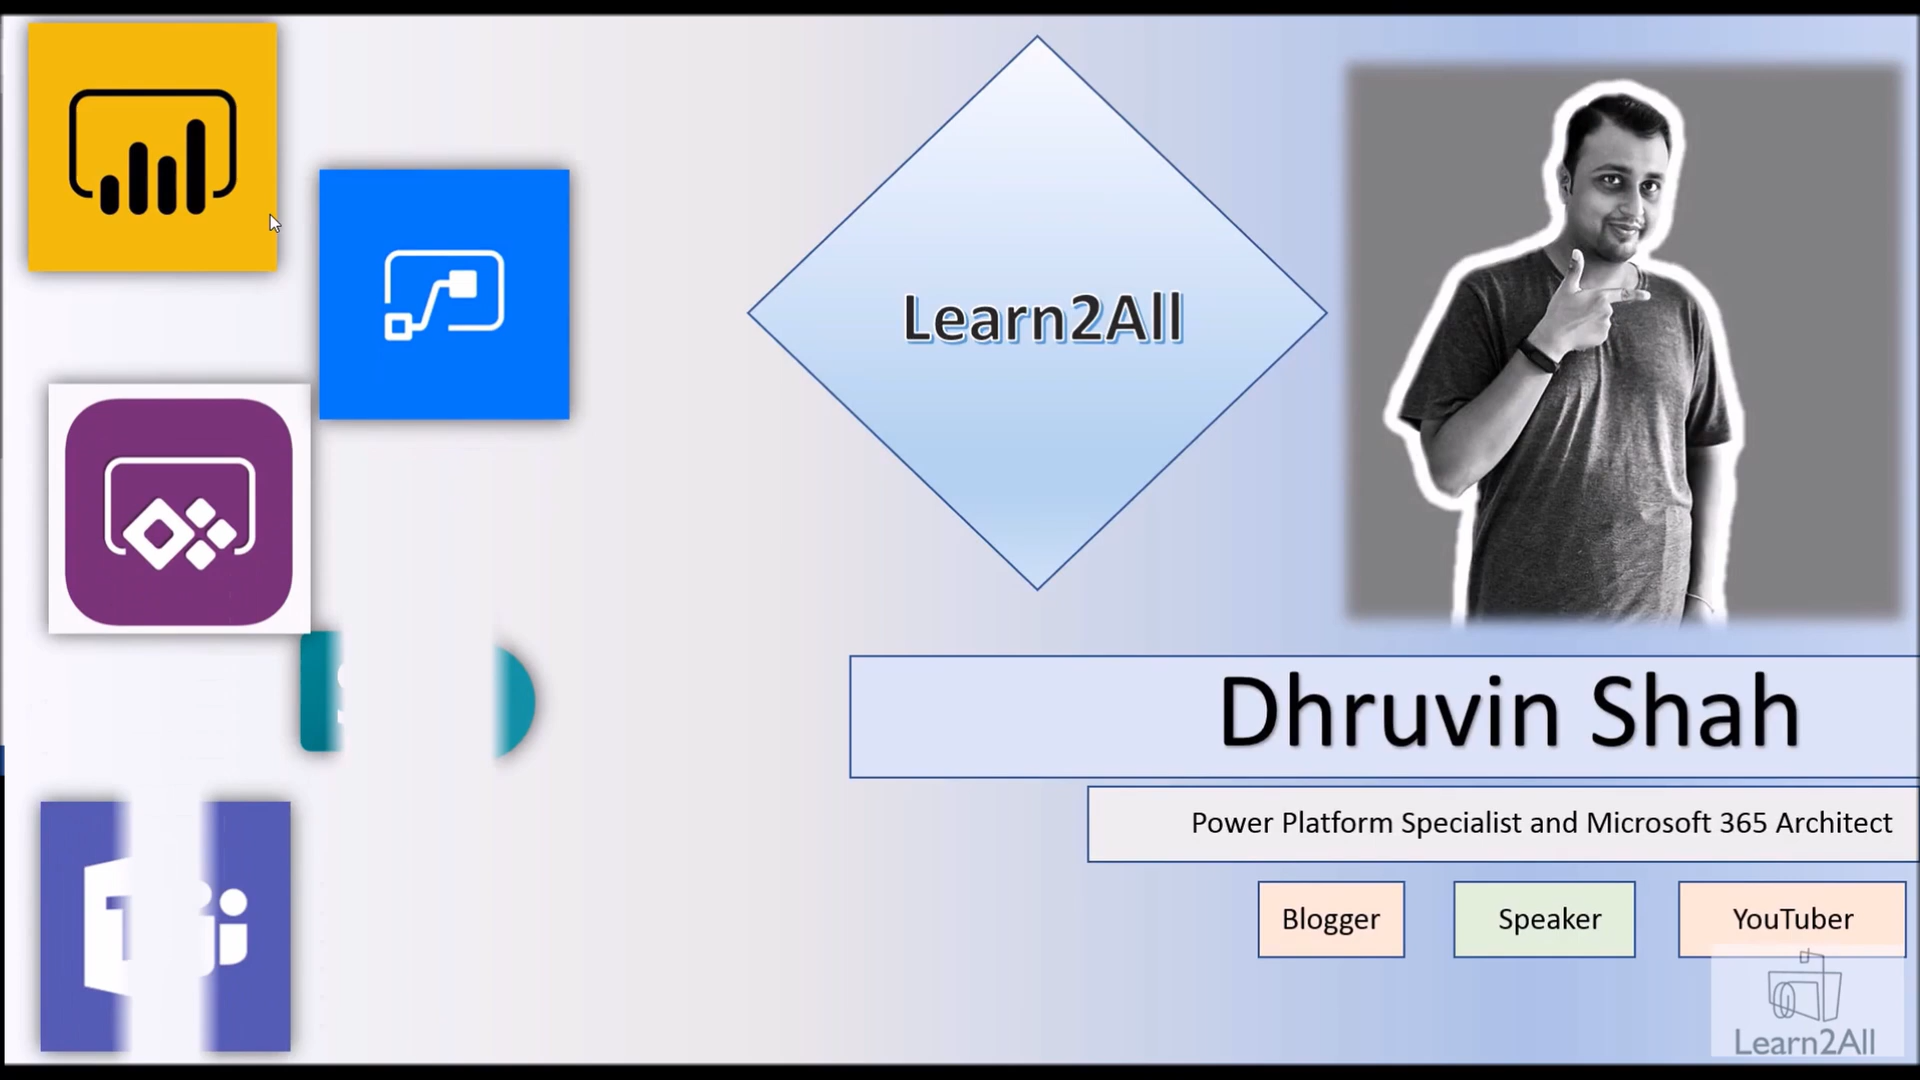 Learn2All
Dhruvin Shah
Power Platform Specialist and Microsoft 365 Architect
Blogger
Speaker
YouTuber
Learn2All